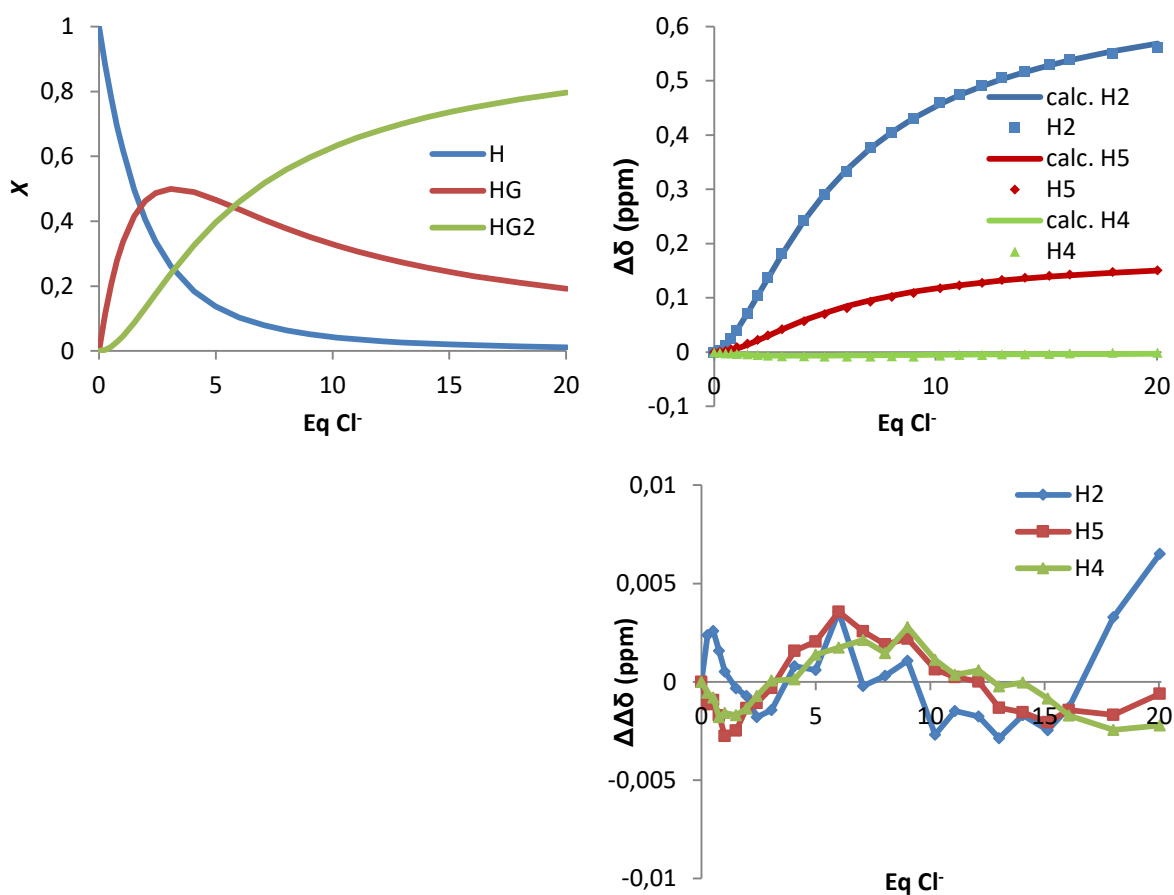 1
0,8
0,6
0,4
0,2
0
X
0 5 10 15 20
Eq Cl⁻
H
HG
HG2
0,6
0,5
0,4
0,3
0,2
0,1
0
-0,1
Δδ (ppm)
0 10 20
Eq Cl⁻
calc. H2
H2
calc. H5
H5
calc. H4
H4
0,01
0,005
0
-0,005
-0,01
ΔΔδ (ppm)
0 5 10 15 20
Eq Cl⁻
H2
H5
H4